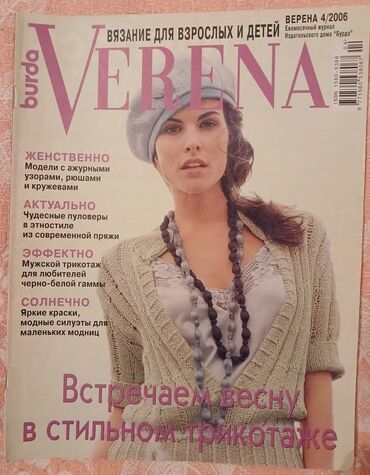 ВЯЗАНИЕ ДЛЯ ВЗРОСЛЫХ И ДЕТЕЙ
ВЕРЕНА 4/2006
Ежемесячный журнал
Издательского дома "Бурда"
burda
VERENA
ЖЕНСТВЕННО
Модели с ажурными
узорами, рюшами
и кружевами
АКТУАЛЬНО
Чудесные пуловеры
в этностиле
из современной пряжи
ЭФФЕКТНО
Мужской трикотаж
для любителей
черно-белой гаммы
СОЛНЕЧНО
Яркие краски,
модные силуэты для
маленьких модниц
Встречаем весну
в стильном трикотаже